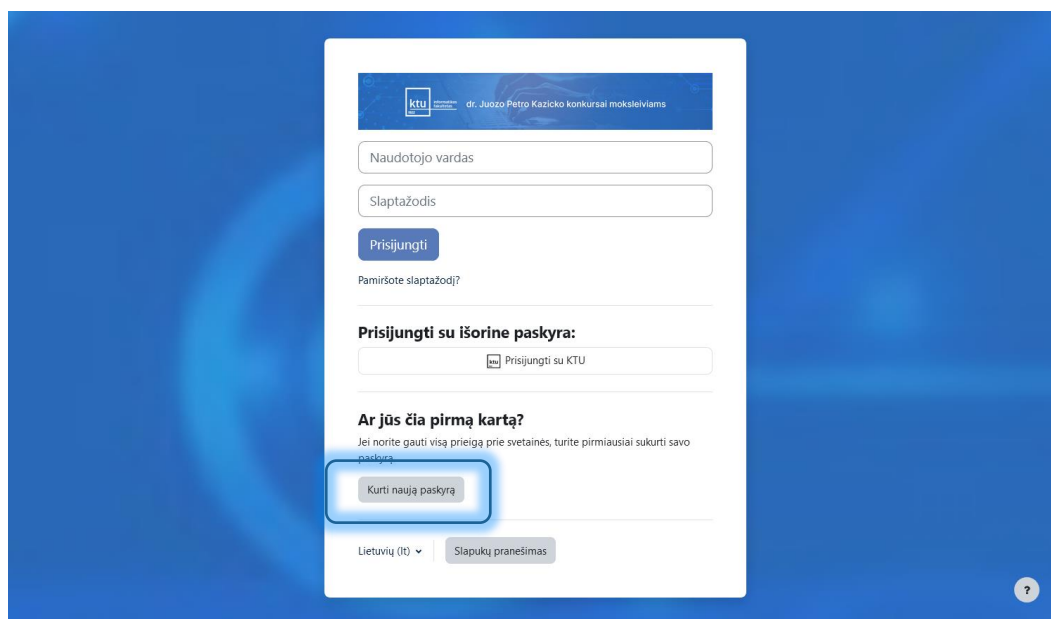 ktu
dr. Juozo Petro Kazicko konkursai moksleiviams
Naudotojo vardas
Slaptažodis
Prisijungti
Pamiršote slaptažodį?
Prisijungti su išorine paskyra:
ktu Prisijungti su KTU
Ar jūs čia pirmą kartą?
Jei norite gauti visą prieigą prie svetainės, turite pirmiausiai sukurti savo
paskyrą.
Kurti naują paskyrą
Lietuvių (lt)
Slapukų pranešimas
?